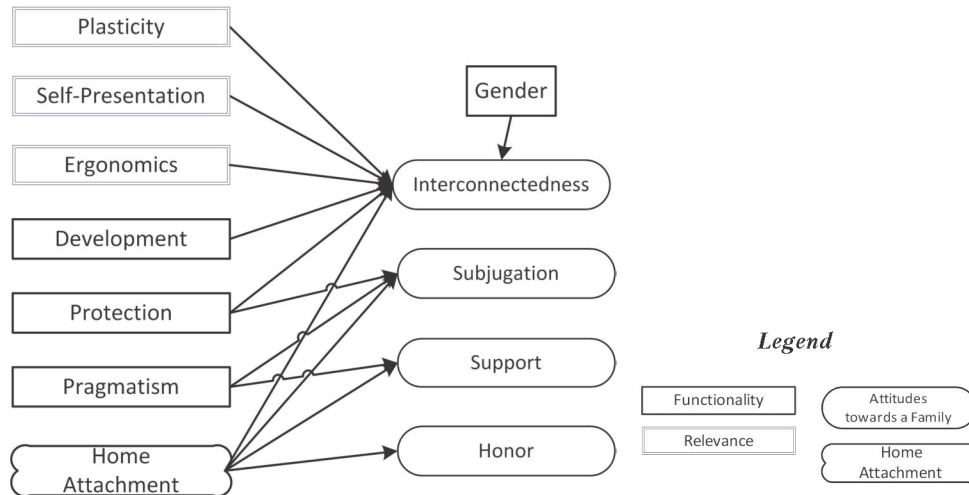 Plasticity
Self-Presentation
Ergonomics
Development
Protection
Pragmatism
Home
Attachment
Gender
Interconnectedness
Subjugation
Support
Honor
Legend
Functionality
Relevance
Attitudes
towards a Family
Home
Attachment